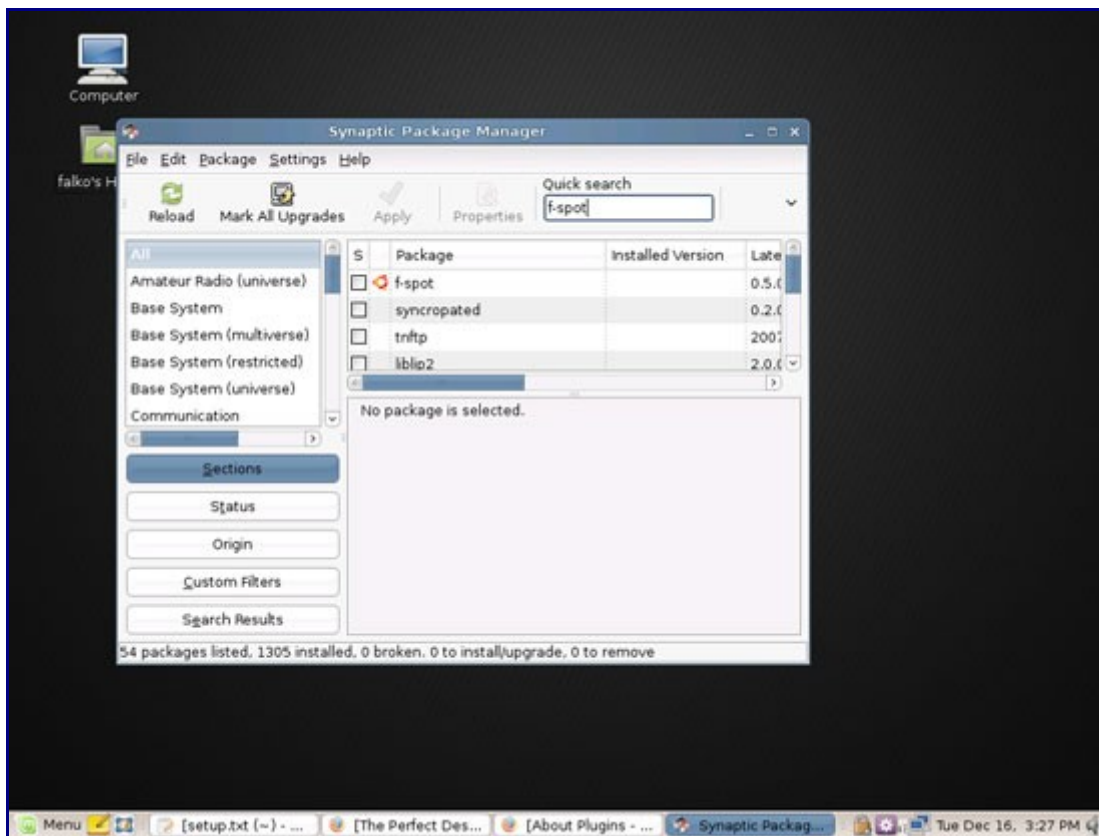 Computer
falko's H
Synaptic Package Manager
File Edit Package Settings Help
Reload Mark All Upgrades Apply Properties
Quick search
f-spot
All
Amateur Radio (universe)
Base System
Base System (multiverse)
Base System (restricted)
Base System (universe)
Communication
S Package Installed Version Late
f-spot 0.5.0
syncropated 0.2.0
tnftp 2007
liblip2 2.0.0
No package is selected.
Sections
Status
Origin
Custom Filters
Search Results
54 packages listed, 1305 installed, 0 broken. 0 to install/upgrade, 0 to remove
Menu [setup.txt (~) - ... [The Perfect Des... [About Plugins - ... Synaptic Packag... Tue Dec 16, 3:27 PM